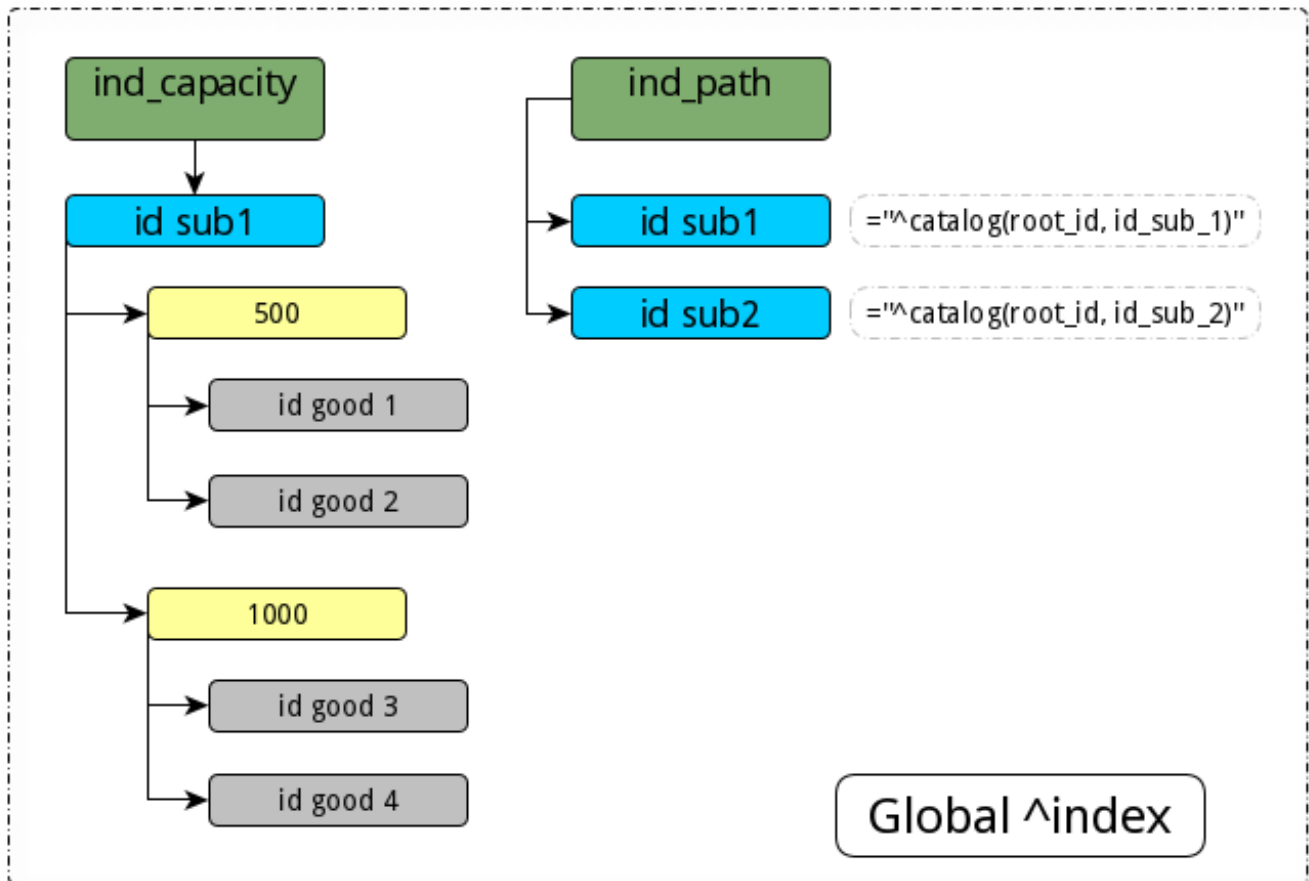 ind_capacity
ind_path
id sub1
id sub1
="^catalog(root_id, id_sub_1)"
500
id sub2
="^catalog(root_id, id_sub_2)"
id good 1
id good 2
1000
id good 3
id good 4
Global ^index